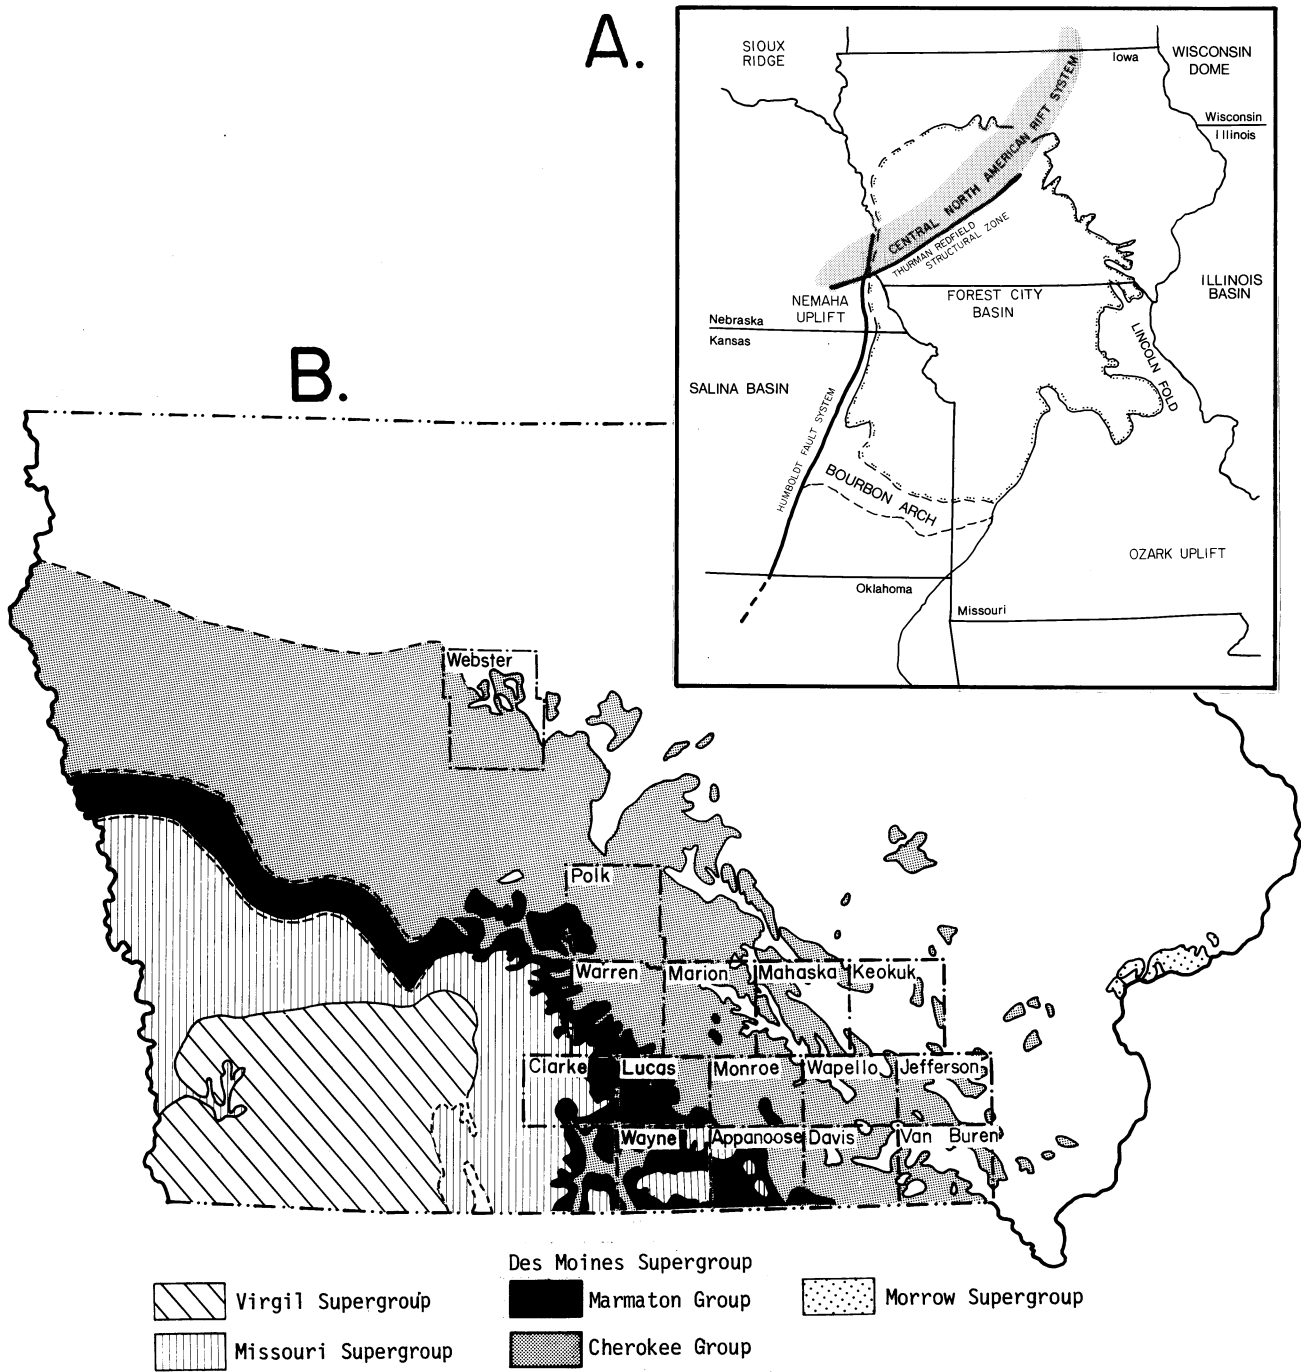 A.
SIOUX
RIDGE
Iowa
WISCONSIN
DOME
Wisconsin
Illinois
CENTRAL NORTH AMERICAN RIFT SYSTEM
THURMAN REDFIELD
STRUCTURAL ZONE
ILLINOIS
BASIN
NEMAHA
UPLIFT
FOREST CITY
BASIN
Nebraska
Kansas
LINCOLN FOLD
SALINA BASIN
HUMBOLDT FAULT SYSTEM
BOURBON ARCH
OZARK UPLIFT
Oklahoma
Missouri
B.
Webster
Polk
Warren
Marion
Mahaska
Keokuk
Clarke
Lucas
Monroe
Wapello
Jefferson
Wayne
Appanoose
Davis
Van Buren
Des Moines Supergroup
Virgil Supergroup
Marmaton Group
Morrow Supergroup
Missouri Supergroup
Cherokee Group